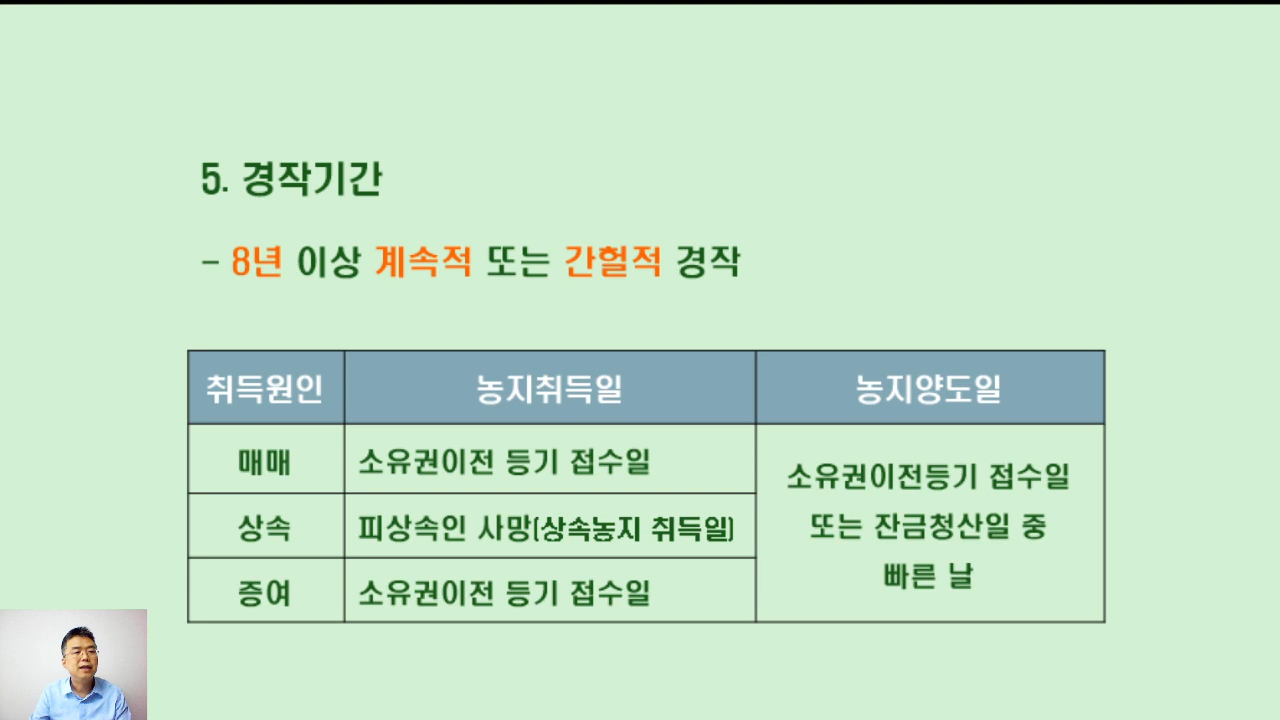 5. 경작기간
- 8년 이상 계속적 또는 간헐적 경작
취득원인 농지취득일 농지양도일
매매 소유권이전 등기 접수일
상속 피상속인 사망(상속농지 취득일)
증여 소유권이전 등기 접수일
소유권이전등기 접수일
또는 잔금청산일 중
빠른 날